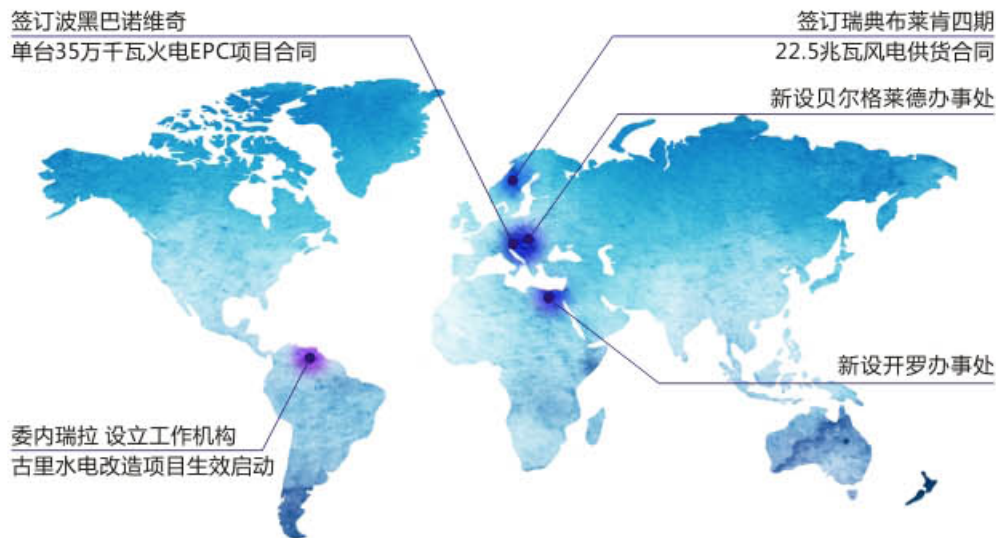 签订波黑巴诺维奇
单台35万千瓦火电EPC项目合同
签订瑞典布莱肯四期
22.5兆瓦风电供货合同
新设贝尔格莱德办事处
新设开罗办事处
委内瑞拉 设立工作机构
古里水电改造项目生效启动